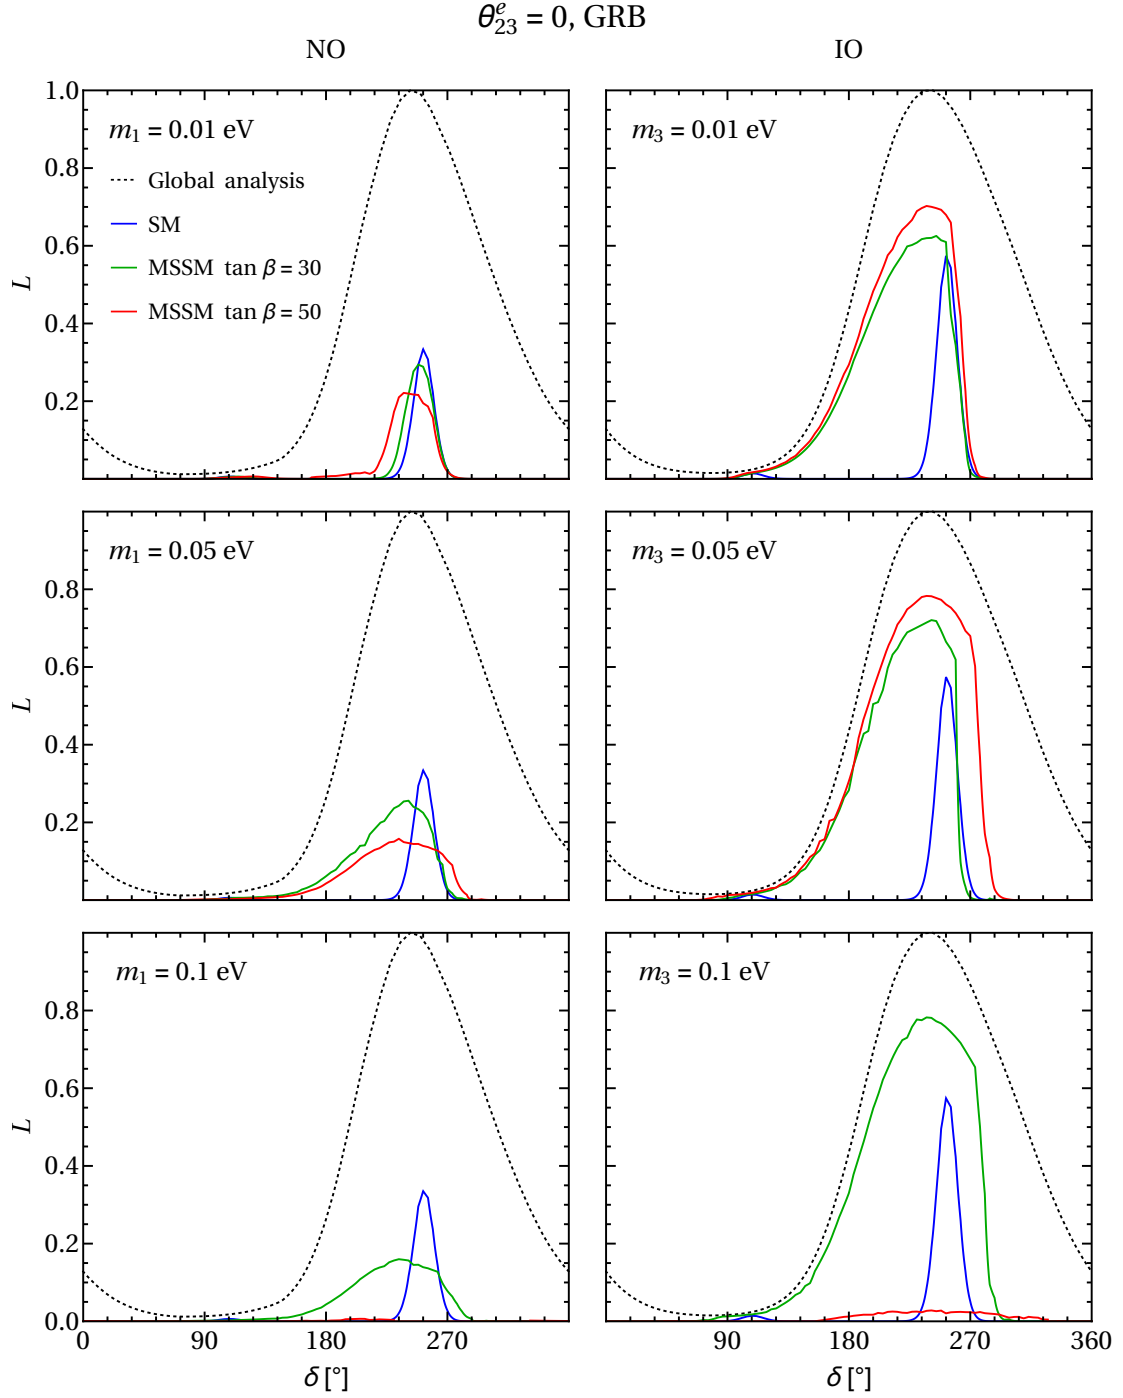 θᵉ₂₃ = 0, GRB
NO
IO
1.0
0.8
0.6
0.4
0.2
L
m₁ = 0.01 eV
Global analysis
SM
MSSM tan β = 30
MSSM tan β = 50
m₃ = 0.01 eV
0.8
0.6
0.4
0.2
L
m₁ = 0.05 eV
m₃ = 0.05 eV
0.8
0.6
0.4
0.2
0.0
L
m₁ = 0.1 eV
m₃ = 0.1 eV
0 90 180 270
90 180 270 360
δ [°]
δ [°]